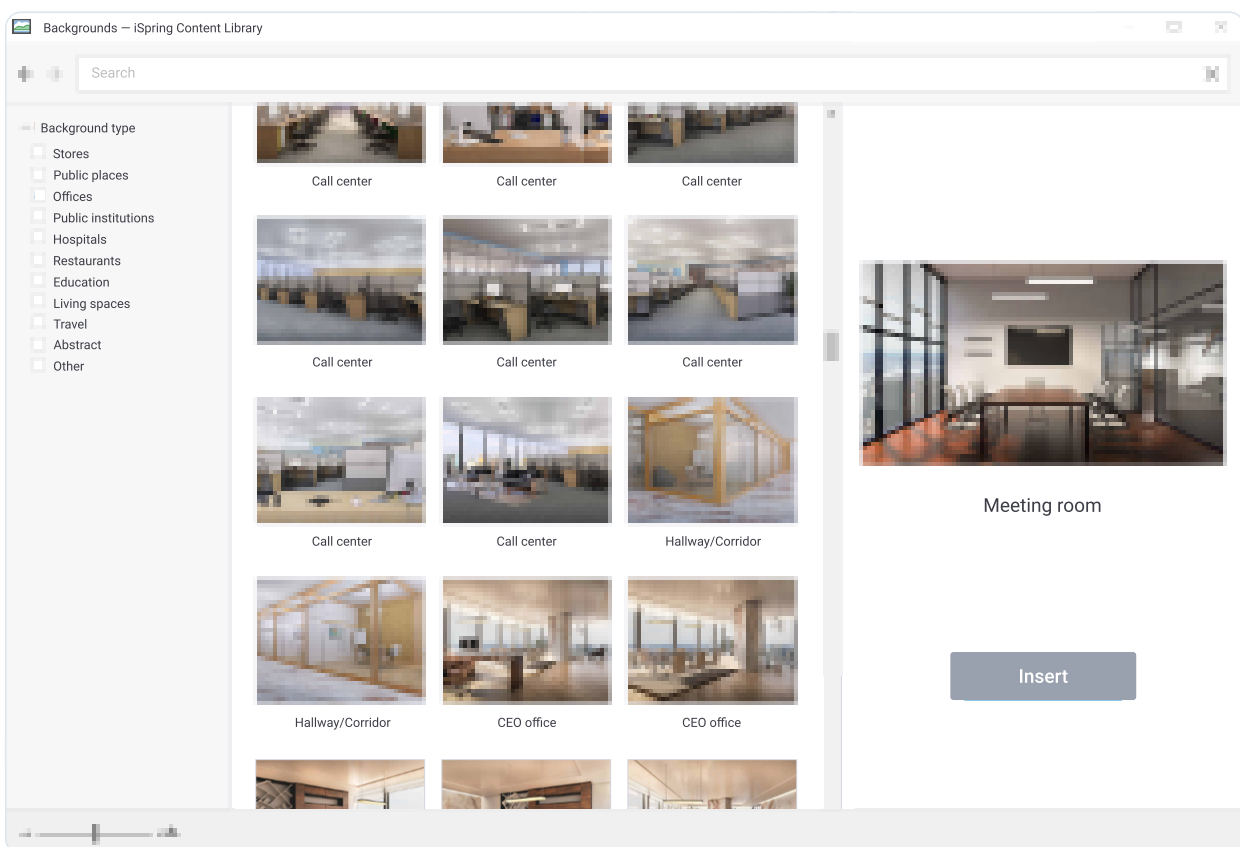 Backgrounds — iSpring Content Library
Search
Background type
Stores
Public places
Offices
Public institutions
Hospitals
Restaurants
Education
Living spaces
Travel
Abstract
Other
Call center
Call center
Call center
Call center
Call center
Call center
Call center
Call center
Hallway/Corridor
Hallway/Corridor
CEO office
CEO office
Meeting room
Insert